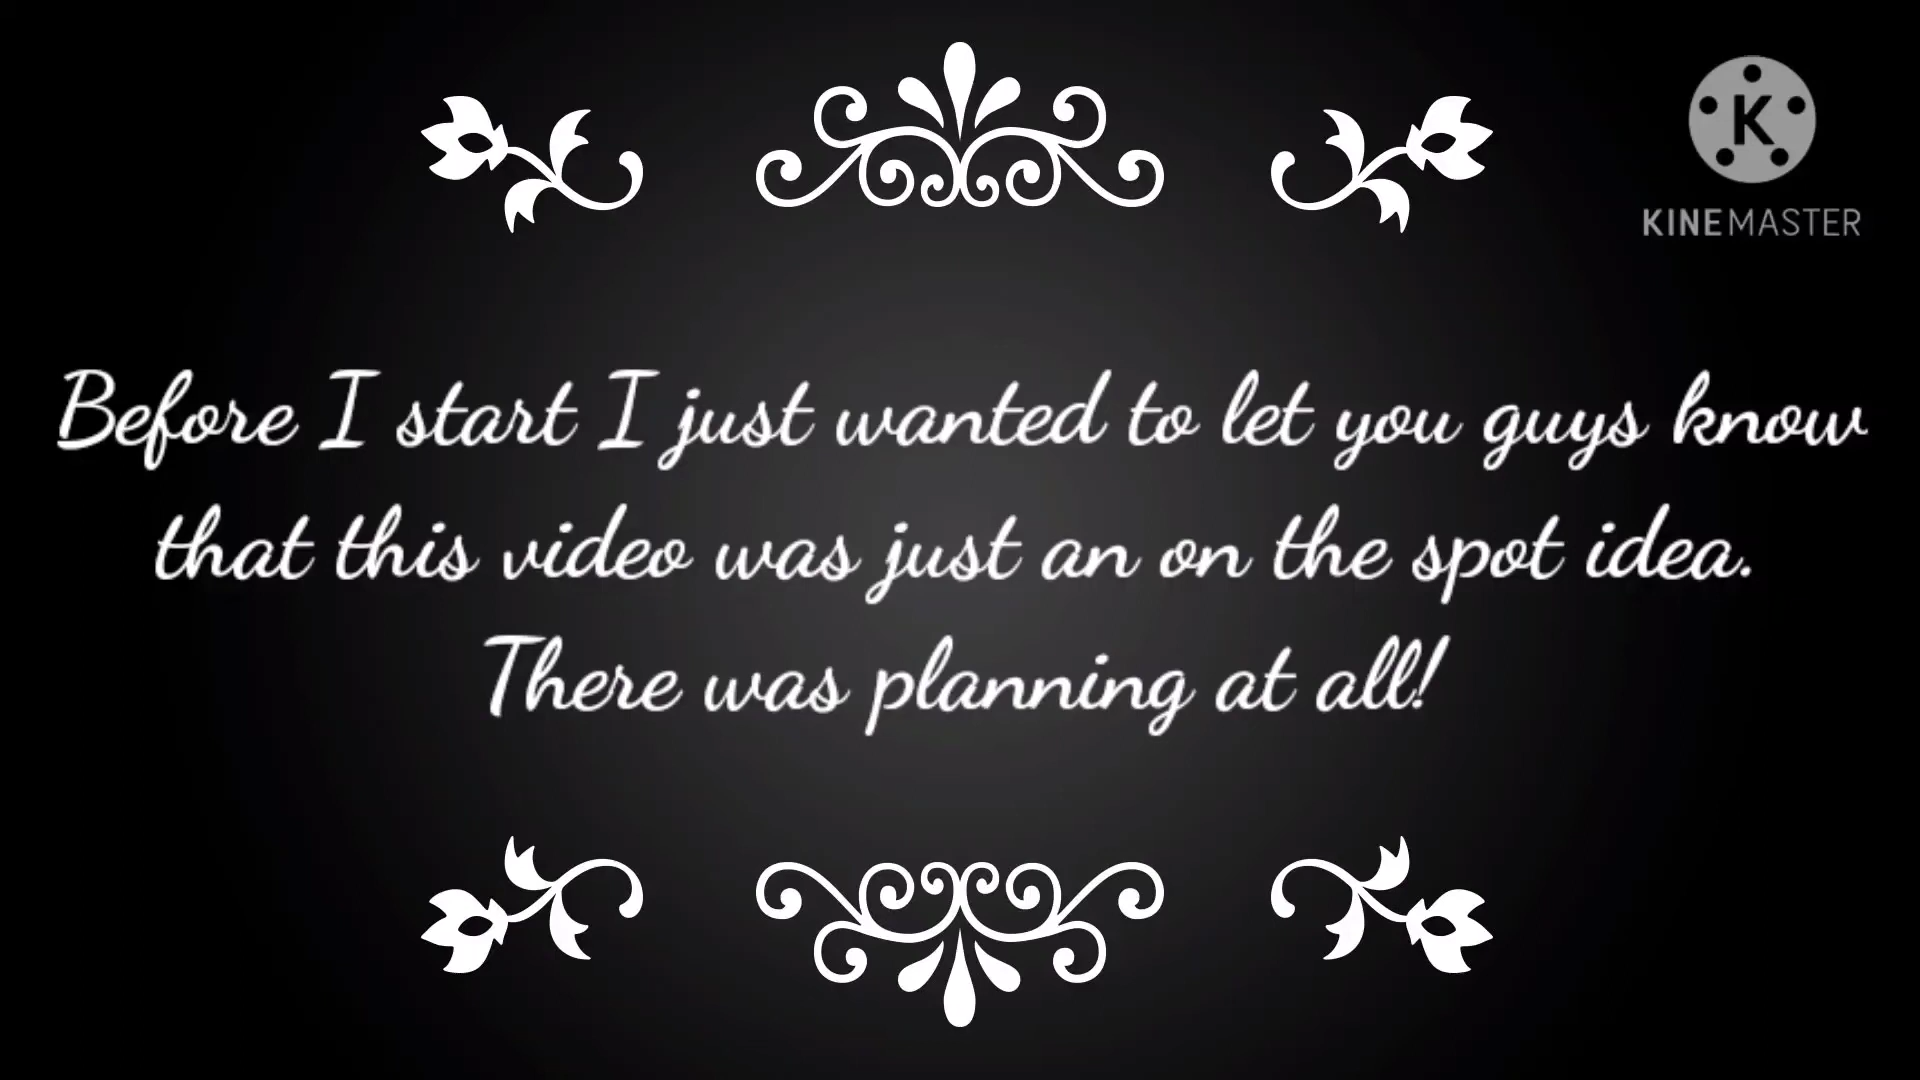 K
KINEMASTER
Before I start I just wanted to let you guys know
that this video was just an on the spot idea.
There was planning at all!